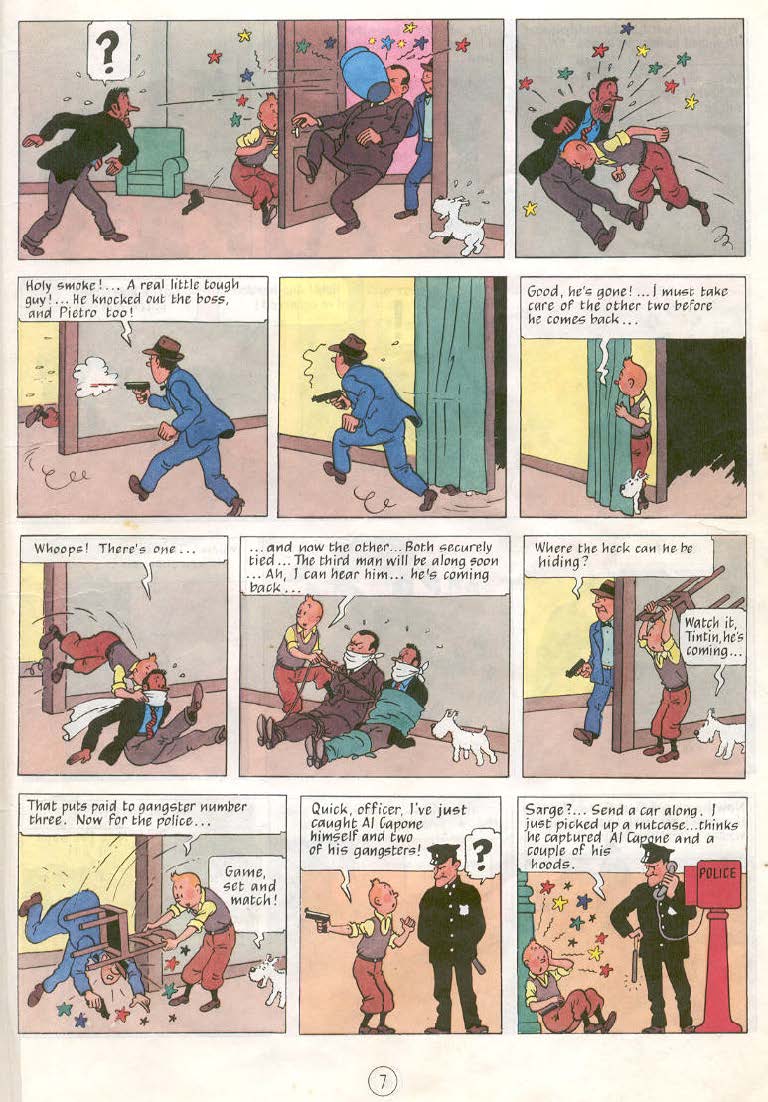 ?
Holy smoke!... A real little tough
guy!... He knocked out the boss,
and Pietro too!
Good, he's gone! ...I must take
care of the other two before
he comes back...
Whoops! There's one...
...and now the other... Both securely
tied... The third man will be along soon
... Ah, I can hear him... he's coming
back...
Where the heck can he be
hiding?
Watch it,
Tintin, he's
coming...
That puts paid to gangster number
three. Now for the police...
Game,
set and
match!
Quick, officer, I've just
caught Al Capone
himself and two
of his gangsters!
?
Sarge?... Send a car along. I
just picked up a nutcase...thinks
he captured Al Capone and a
couple of his
hoods.
POLICE
7